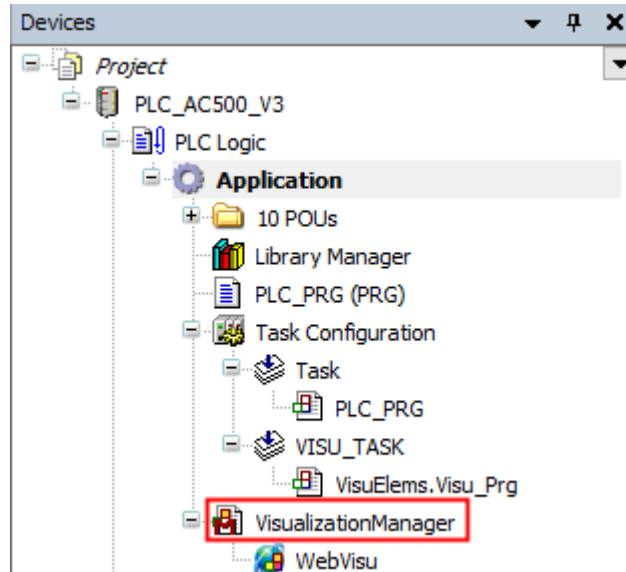 Devices
Project
PLC_AC500_V3
PLC Logic
Application
10 POUs
Library Manager
PLC_PRG (PRG)
Task Configuration
Task
PLC_PRG
VISU_TASK
VisuElems.Visu_Prg
VisualizationManager
WebVisu